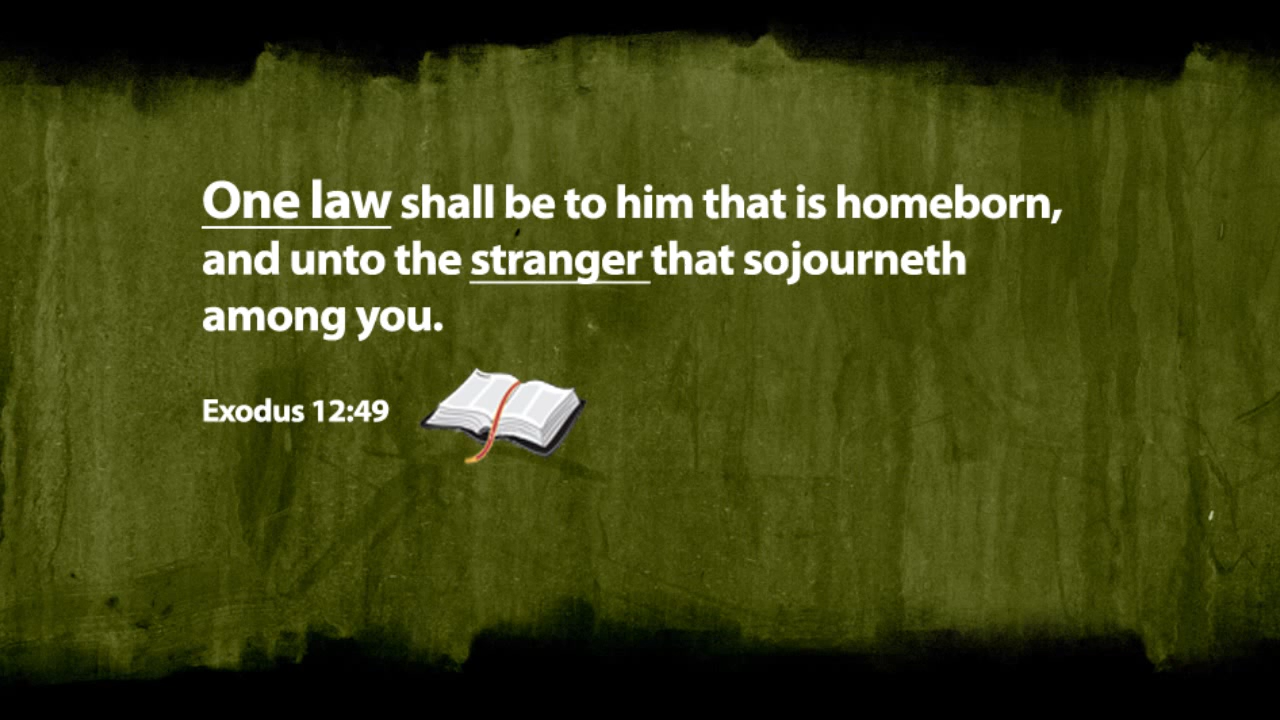 One law shall be to him that is homeborn,
and unto the stranger that sojourneth
among you.
Exodus 12:49